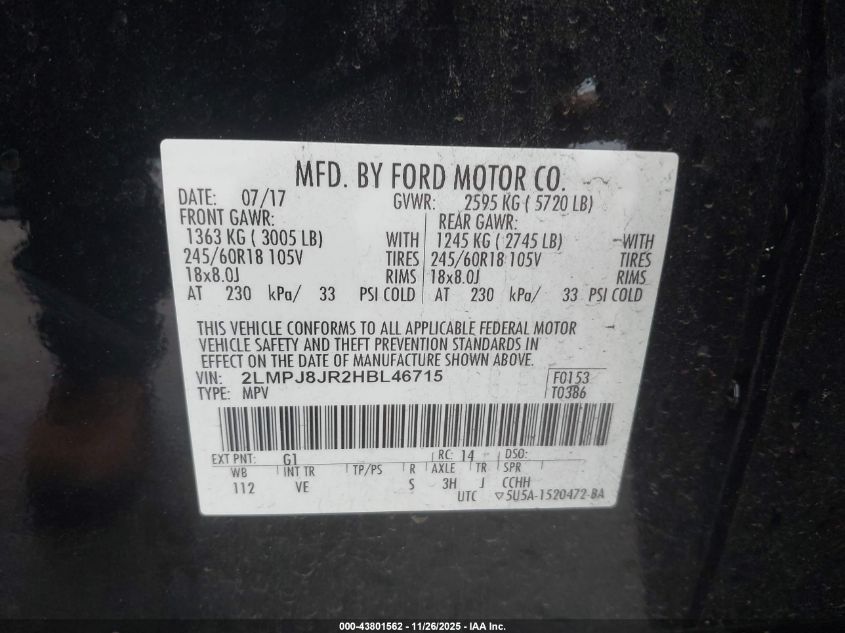 MFD. BY FORD MOTOR CO.
DATE: 07/17 GVWR: 2595 KG ( 5720 LB)
FRONT GAWR: REAR GAWR:
1363 KG ( 3005 LB) WITH 1245 KG ( 2745 LB) WITH
245/60R18 105V TIRES 245/60R18 105V TIRES
18x8.0J RIMS 18x8.0J RIMS
AT 230 kPa/ 33 PSI COLD AT 230 kPa/ 33 PSI COLD
THIS VEHICLE CONFORMS TO ALL APPLICABLE FEDERAL MOTOR
VEHICLE SAFETY AND THEFT PREVENTION STANDARDS IN
EFFECT ON THE DATE OF MANUFACTURE SHOWN ABOVE.
VIN: 2LMPJ8JR2HBL46715 F0153
TYPE: MPV T0386
EXT PNT: G1 RC: 14 DSO:
WB INT TR TP/PS R AXLE TR SPR
112 VE S 3H J CCHH
UTC ▽5U5A-1520472-BA
000-43801562 - 11/26/2025 - IAA Inc.